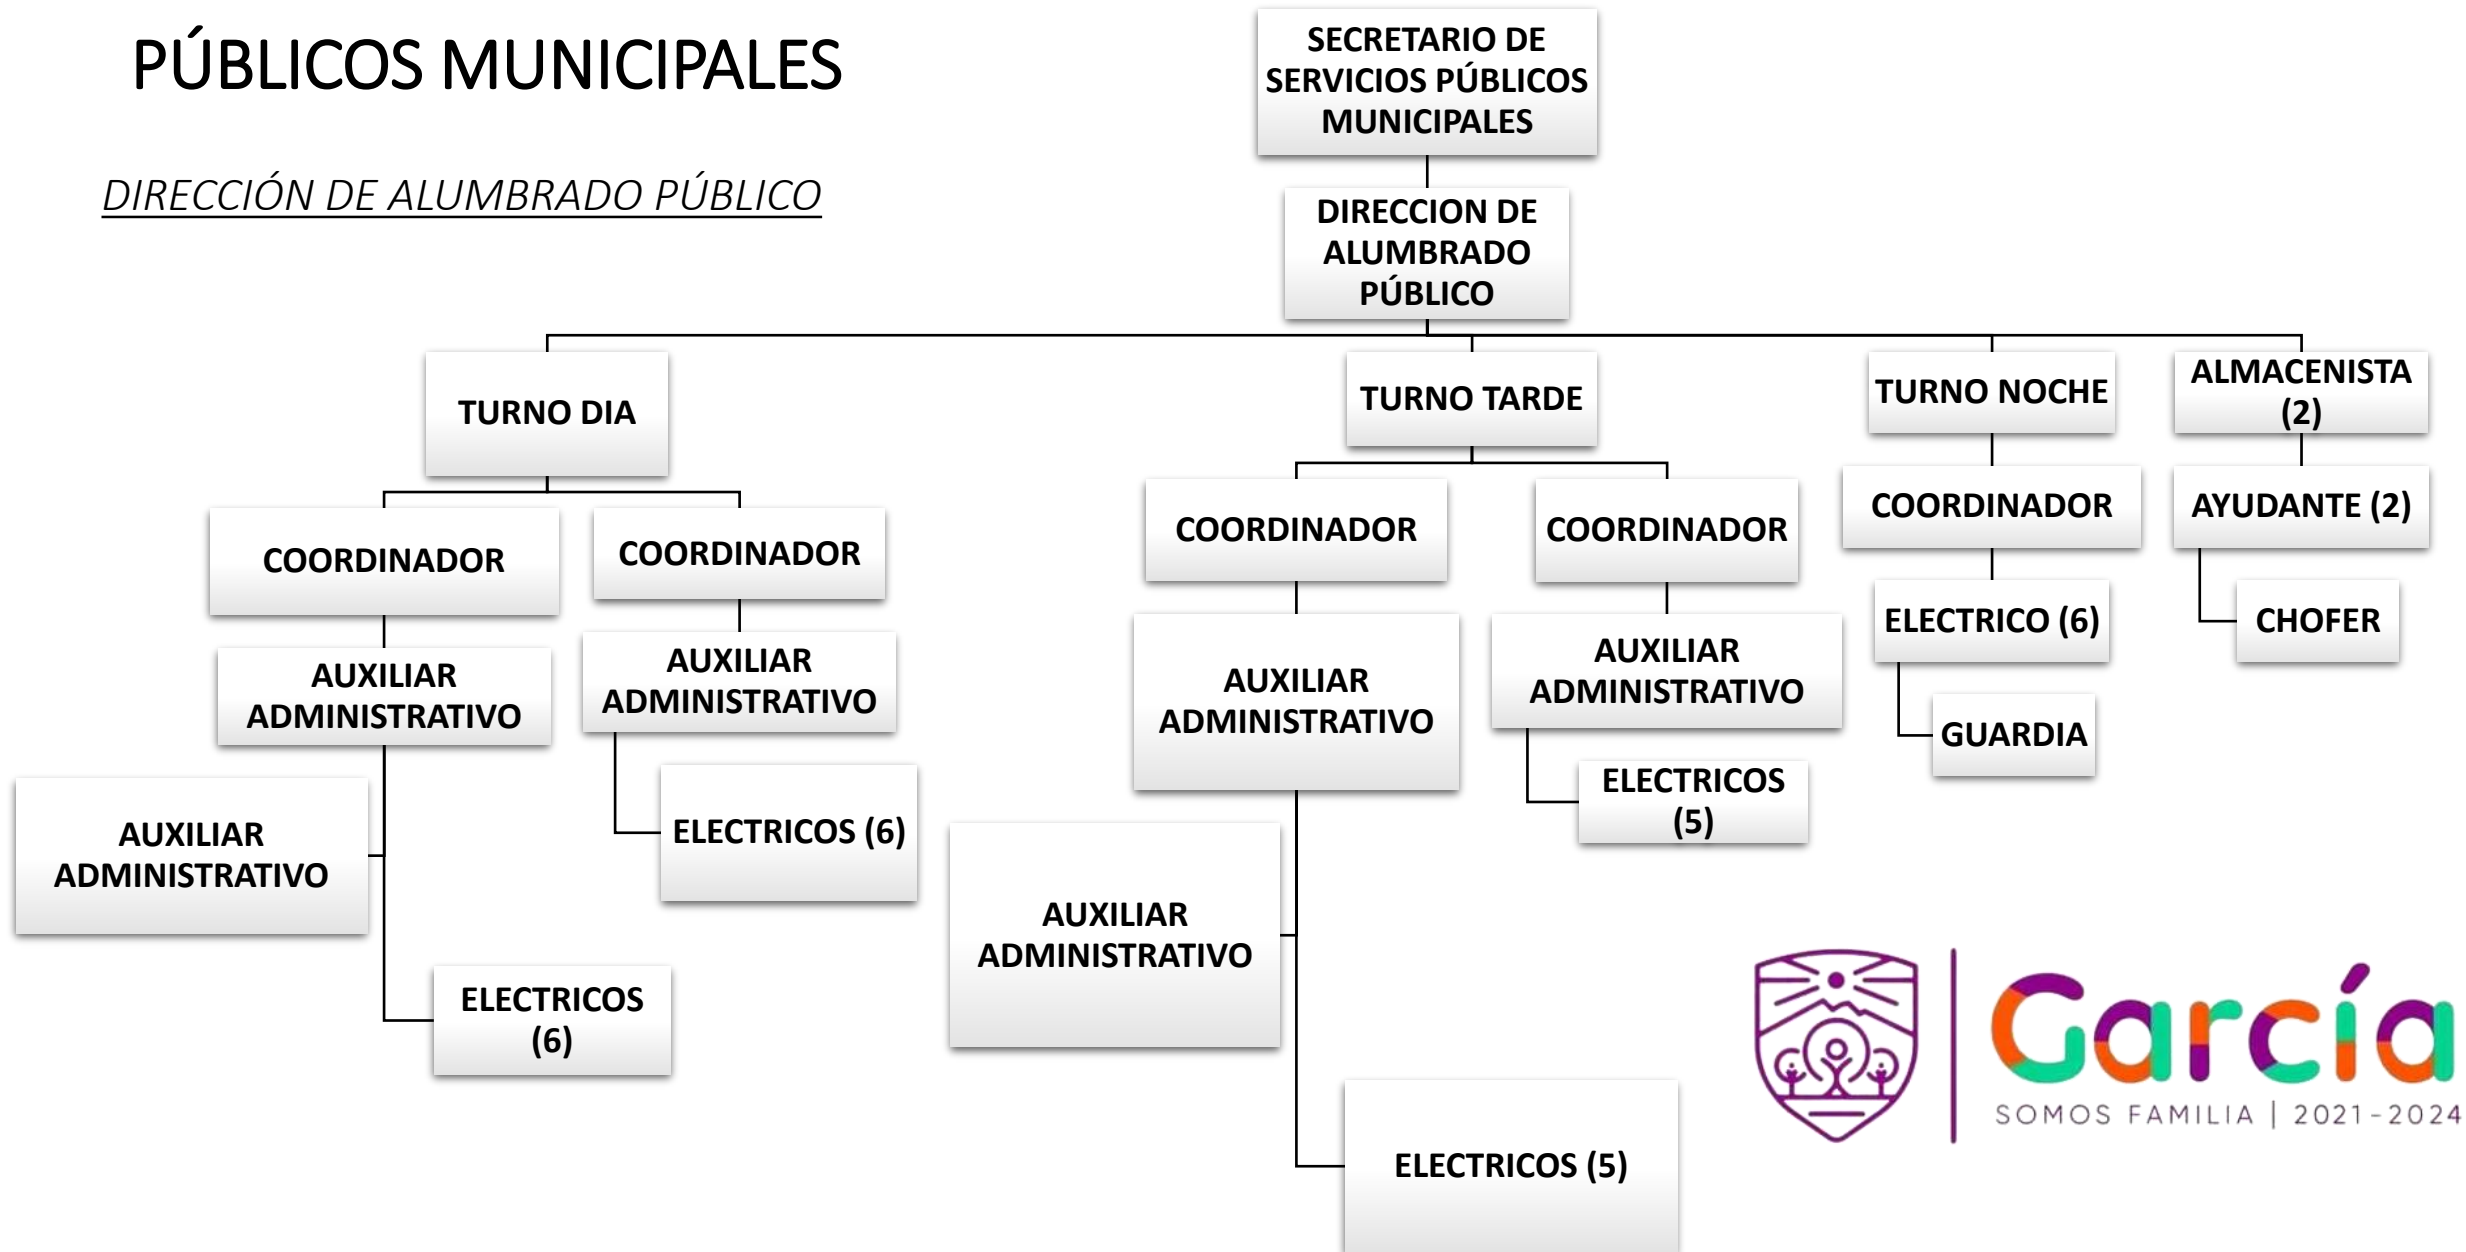 PÚBLICOS MUNICIPALES
DIRECCIÓN DE ALUMBRADO PÚBLICO
SECRETARIO DE
SERVICIOS PÚBLICOS
MUNICIPALES
DIRECCION DE
ALUMBRADO
PÚBLICO
TURNO DIA
TURNO TARDE
TURNO NOCHE
ALMACENISTA
(2)
COORDINADOR
COORDINADOR
COORDINADOR
COORDINADOR
COORDINADOR
AYUDANTE (2)
AUXILIAR
ADMINISTRATIVO
AUXILIAR
ADMINISTRATIVO
AUXILIAR
ADMINISTRATIVO
AUXILIAR
ADMINISTRATIVO
ELECTRICO (6)
CHOFER
GUARDIA
AUXILIAR
ADMINISTRATIVO
ELECTRICOS (6)
AUXILIAR
ADMINISTRATIVO
ELECTRICOS
(5)
ELECTRICOS
(6)
ELECTRICOS (5)
García
SOMOS FAMILIA | 2021-2024